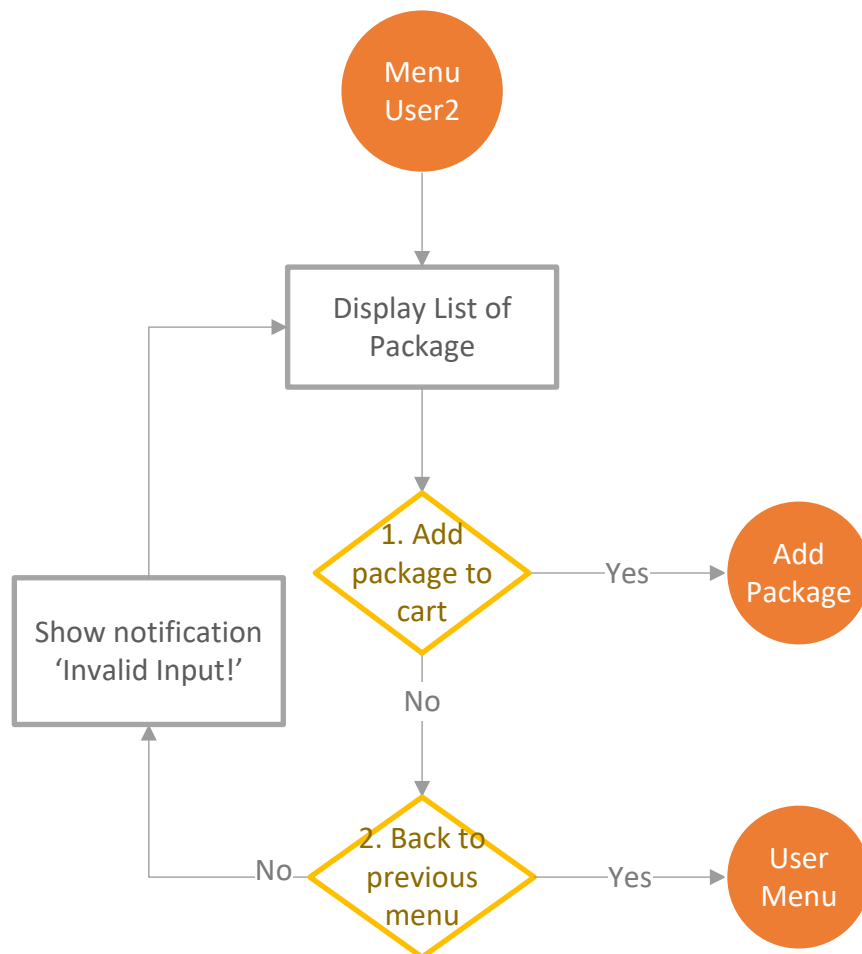 Menu
User2
Display List of
Package
1. Add
package to
cart
Yes
Add
Package
Show notification
‘Invalid Input!’
No
2. Back to
previous
menu
No
Yes
User
Menu